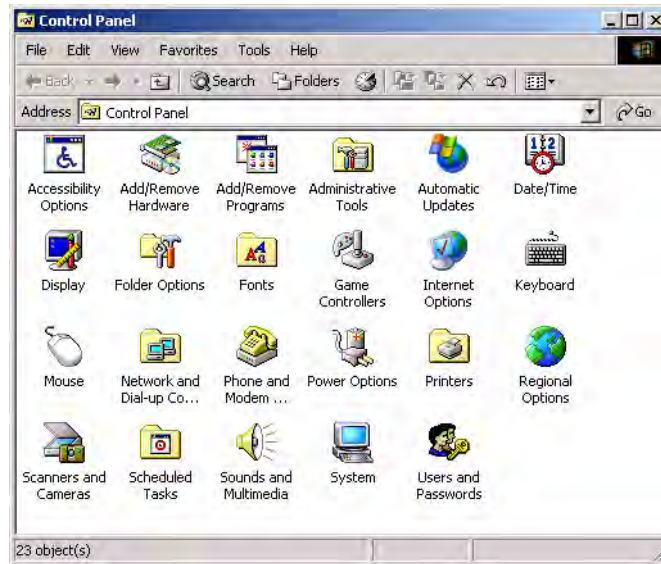 Control Panel
File Edit View Favorites Tools Help
Back Search Folders
Address Control Panel Go
Accessibility Options
Add/Remove Hardware
Add/Remove Programs
Administrative Tools
Automatic Updates
Date/Time
Display
Folder Options
Fonts
Game Controllers
Internet Options
Keyboard
Mouse
Network and Dial-up Co...
Phone and Modem ...
Power Options
Printers
Regional Options
Scanners and Cameras
Scheduled Tasks
Sounds and Multimedia
System
Users and Passwords
23 object(s)